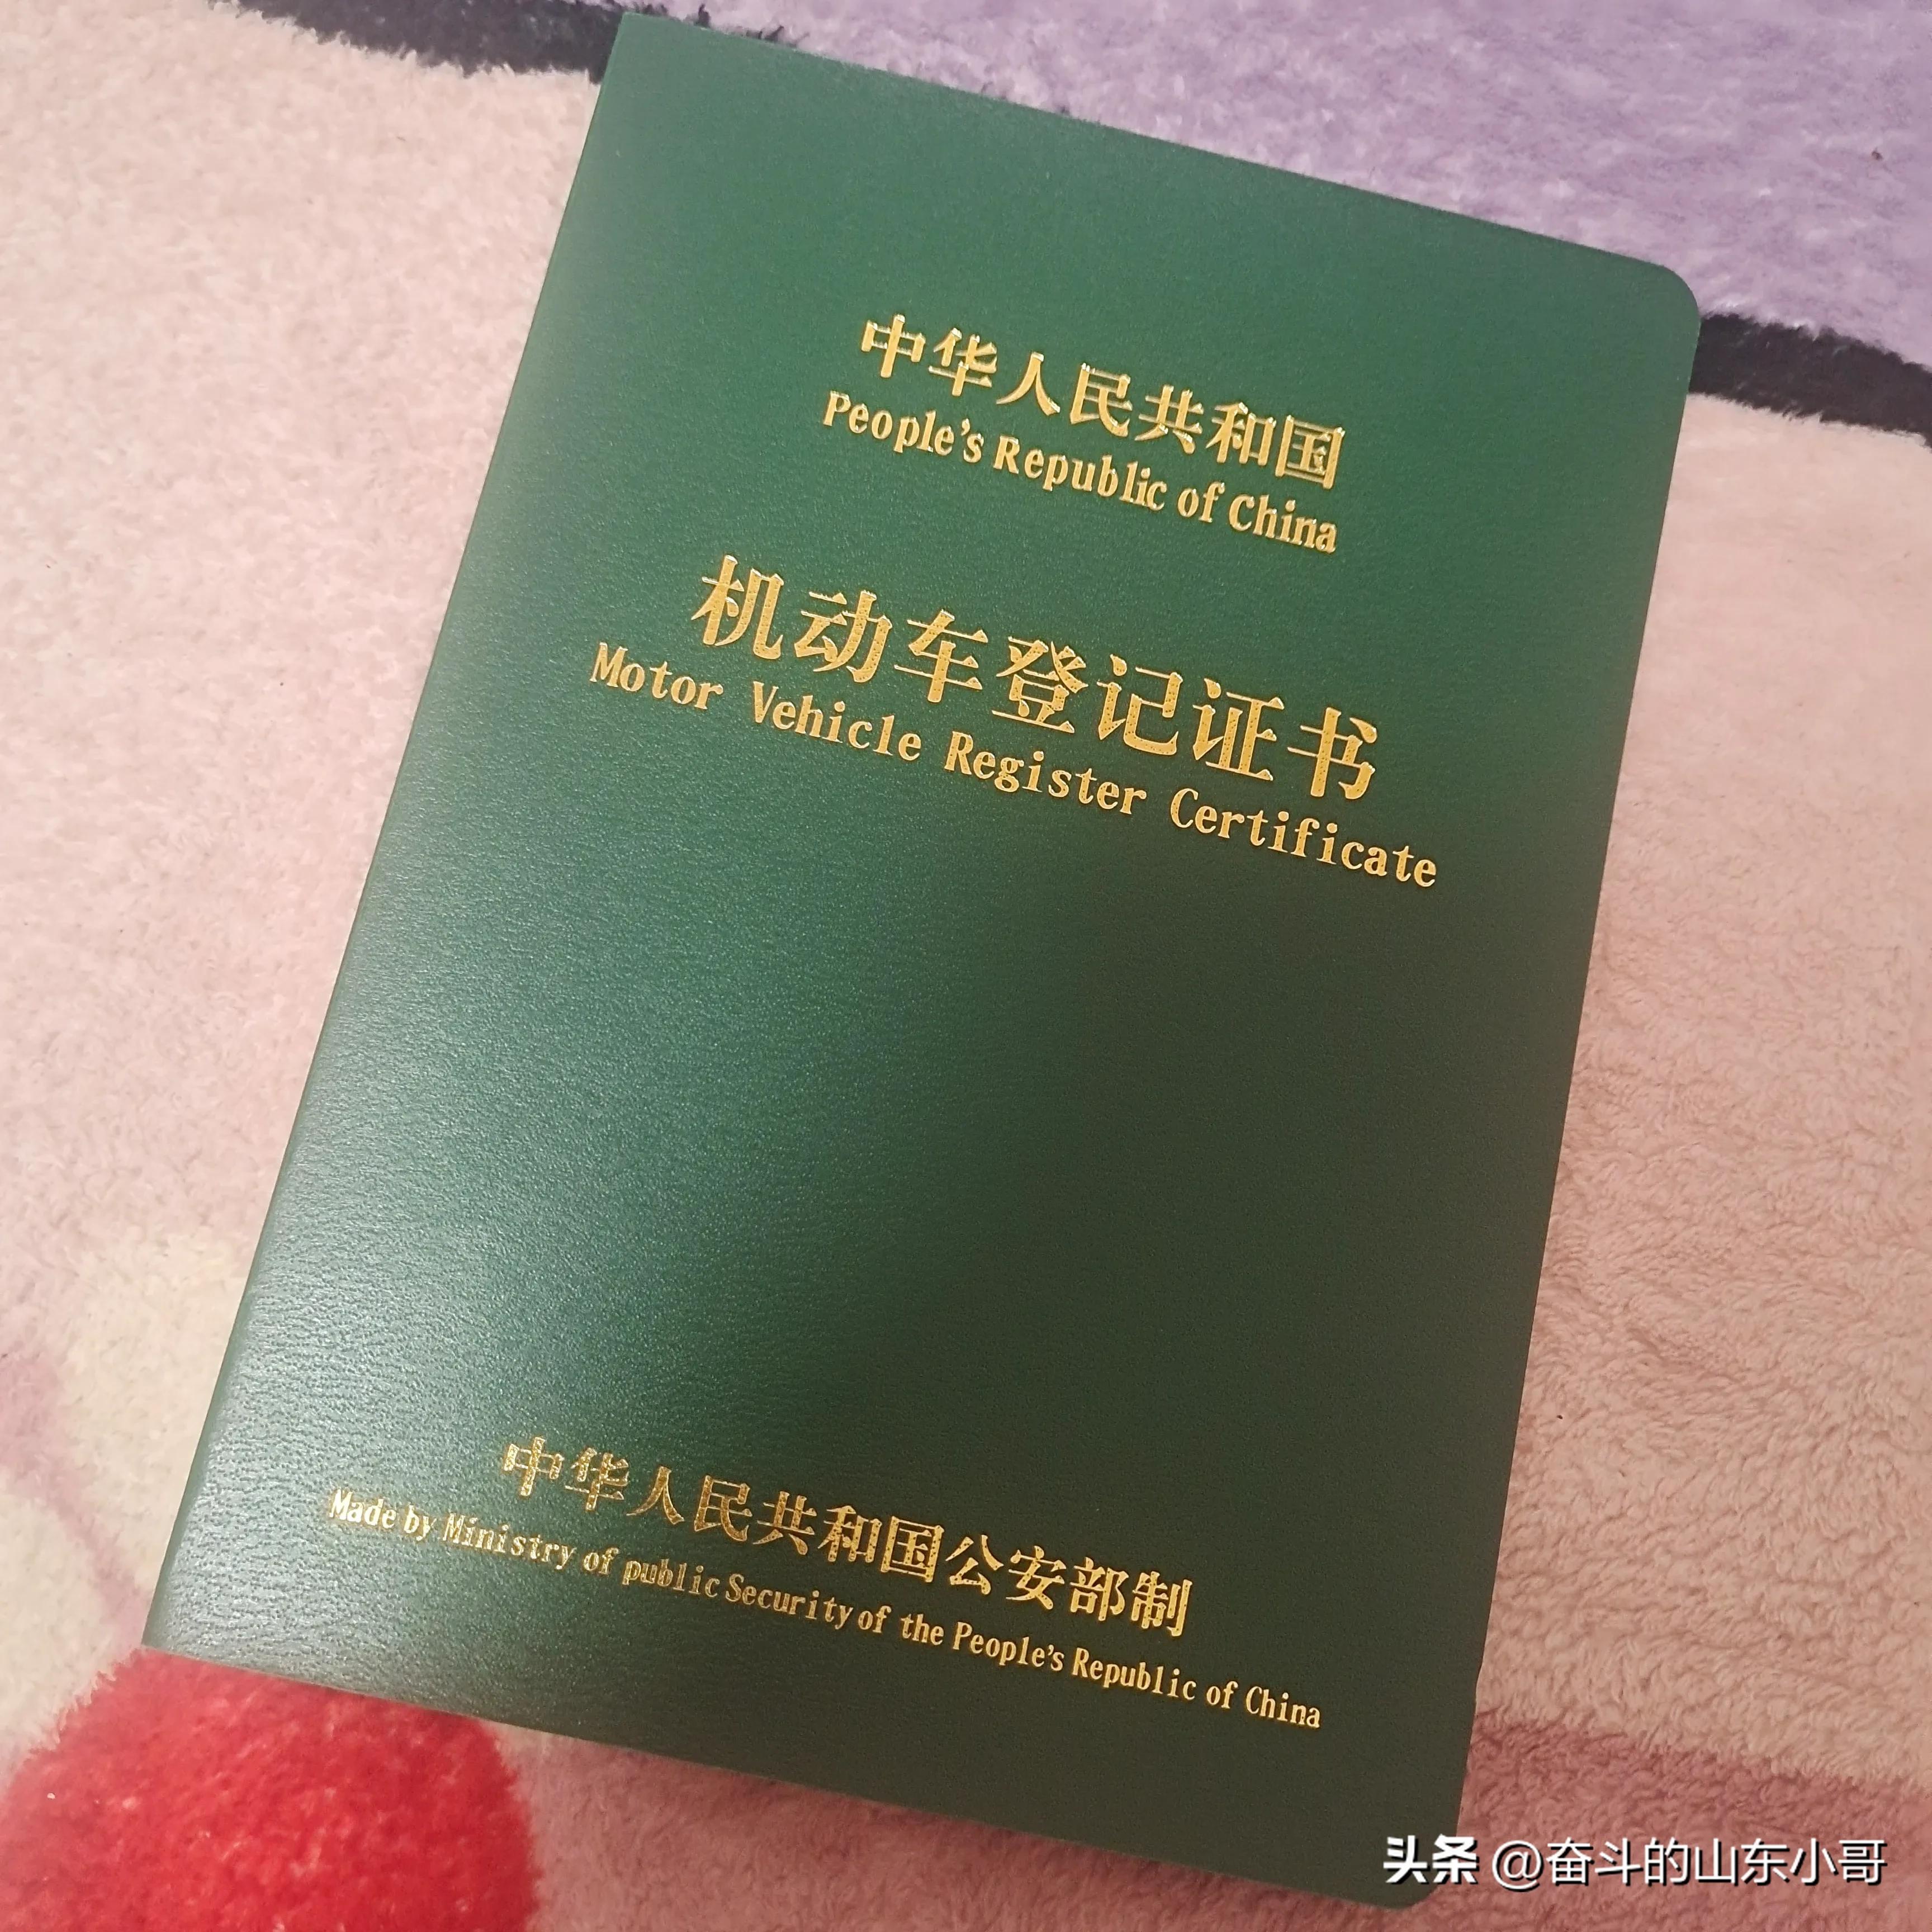 中华人民共和国
People's Republic of China
机动车登记证书
Motor Vehicle Register Certificate
中华人民共和国公安部制
Made by Ministry of public Security of the People's Republic of China
头条 @奋斗的山东小哥